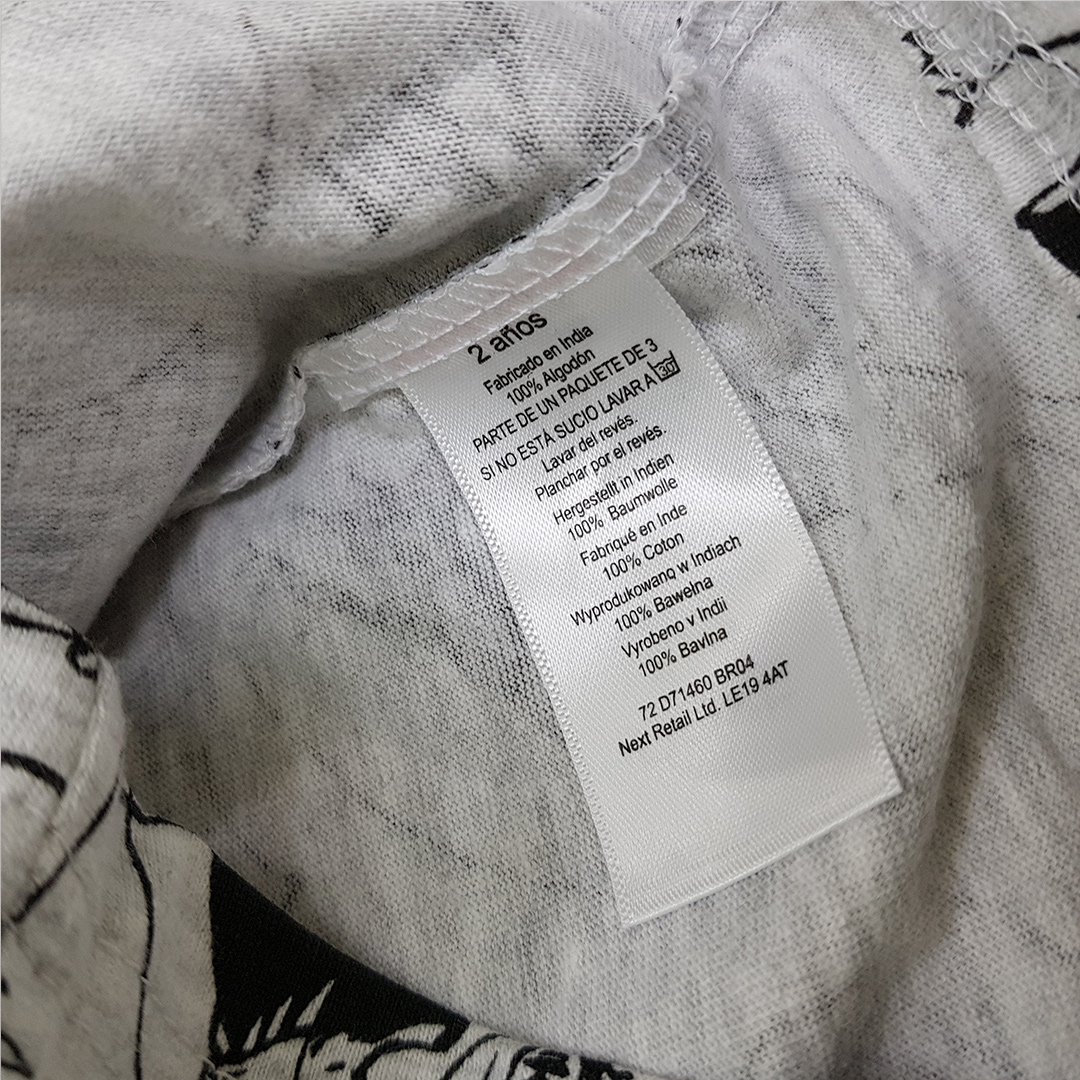 2 años
Fabricado en India
100% Algodón
PARTE DE UN PAQUETE DE 3
SI NO ESTÁ SUCIO LAVAR A 30
Lavar del revés.
Planchar por el revés.
Hergestellt in Indien
100% Baumwolle
Fabriqué en Inde
100% Coton
Wyprodukowano w Indiach
100% Bawełna
Vyrobeno v Indii
100% Bavlna
72 D71460 BR04
Next Retail Ltd. LE19 4AT